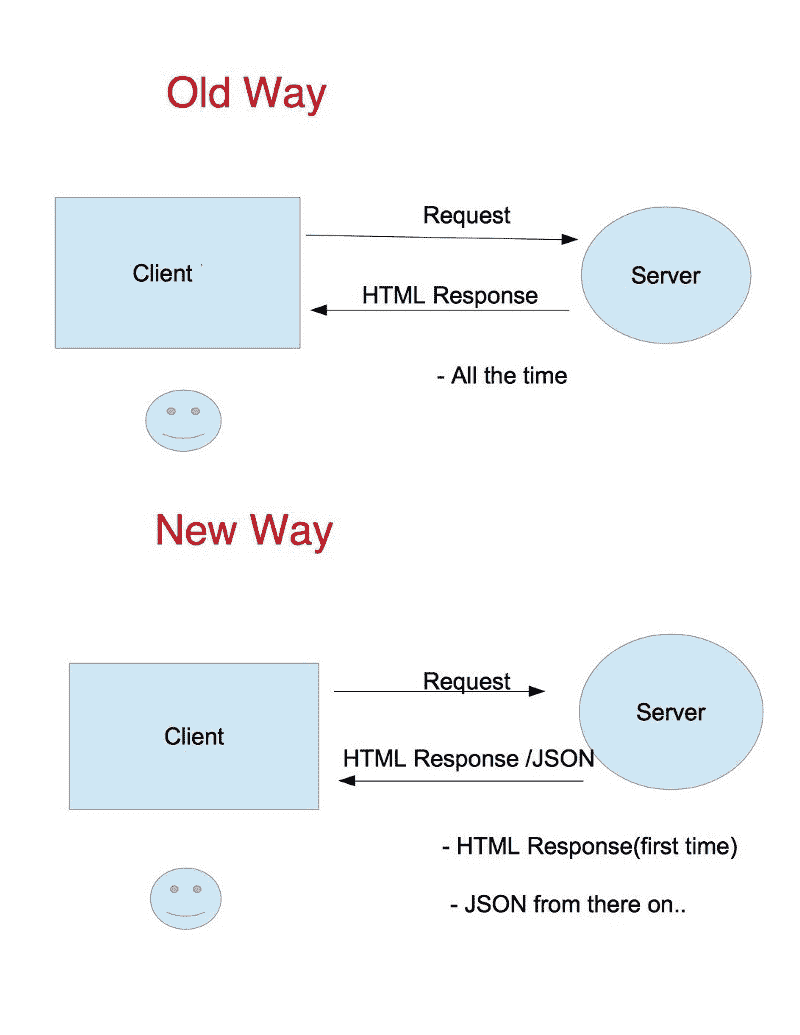 Old Way
Request
Client
Server
HTML Response
- All the time
New Way
Request
Client
Server
HTML Response /JSON
- HTML Response(first time)
- JSON from there on..